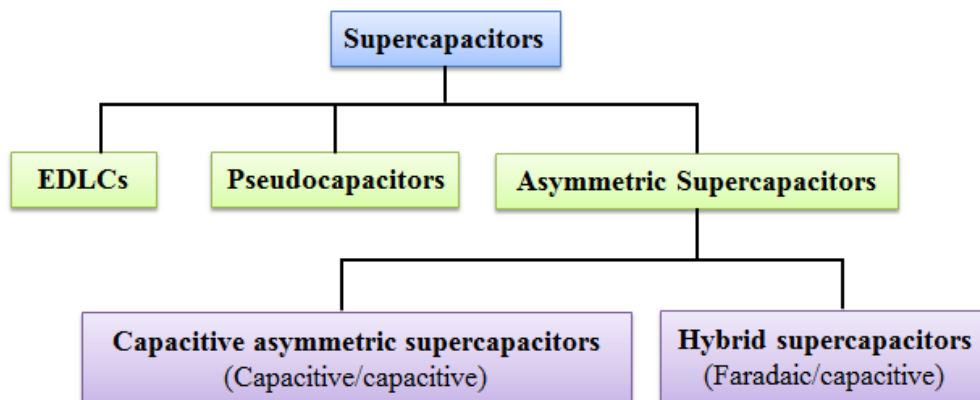 Supercapacitors
EDLCs
Pseudocapacitors
Asymmetric Supercapacitors
Capacitive asymmetric supercapacitors
(Capacitive/capacitive)
Hybrid supercapacitors
(Faradaic/capacitive)